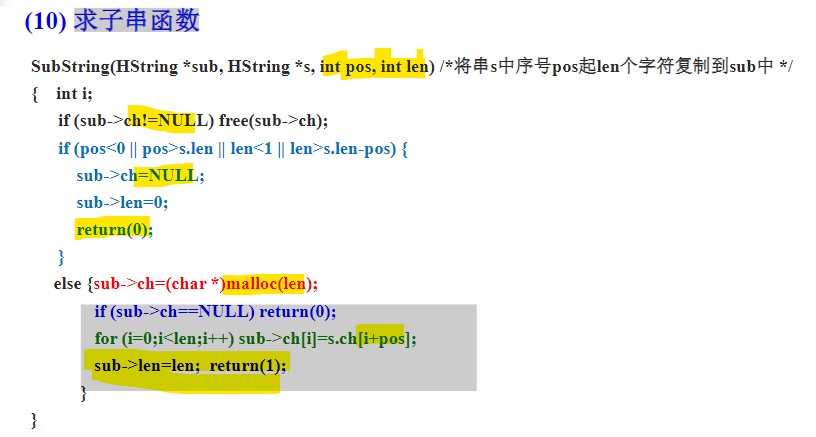 (10) 求子串函数
SubString(HString *sub, HString *s, int pos, int len) /*将串s中序号pos起len个字符复制到sub中 */
{ int i;
if (sub->ch!=NULL) free(sub->ch);
if (pos<0 || pos>s.len || len<1 || len>s.len-pos) {
sub->ch=NULL;
sub->len=0;
return(0);
}
else {sub->ch=(char *)malloc(len);
if (sub->ch==NULL) return(0);
for (i=0;i<len;i++) sub->ch[i]=s.ch[i+pos];
sub->len=len; return(1);
}
}